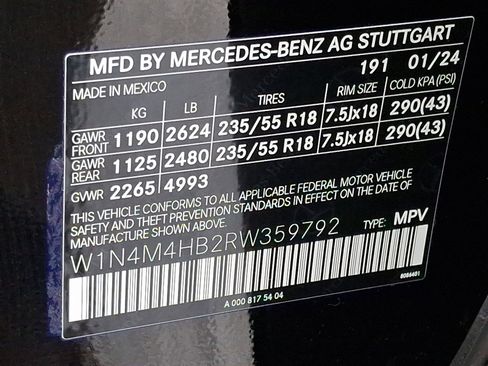 MFD BY MERCEDES-BENZ AG STUTTGART
191 01/24
MADE IN MEXICO
KG LB TIRES RIM SIZE COLD KPA(PSI)
GAWR FRONT 1190 2624 235/55 R18 7.5Jx18 290(43)
GAWR REAR 1125 2480 235/55 R18 7.5Jx18 290(43)
GVWR 2265 4993
THIS VEHICLE CONFORMS TO ALL APPLICABLE FEDERAL MOTOR VEHICLE
SAFETY AND THEFT PREVENTION STANDARDS IN EFFECT ON THE
DATE OF MANUFACTURE SHOWN ABOVE.
W1N4M4HB2RW359792 TYPE: MPV
A 000 817 54 04